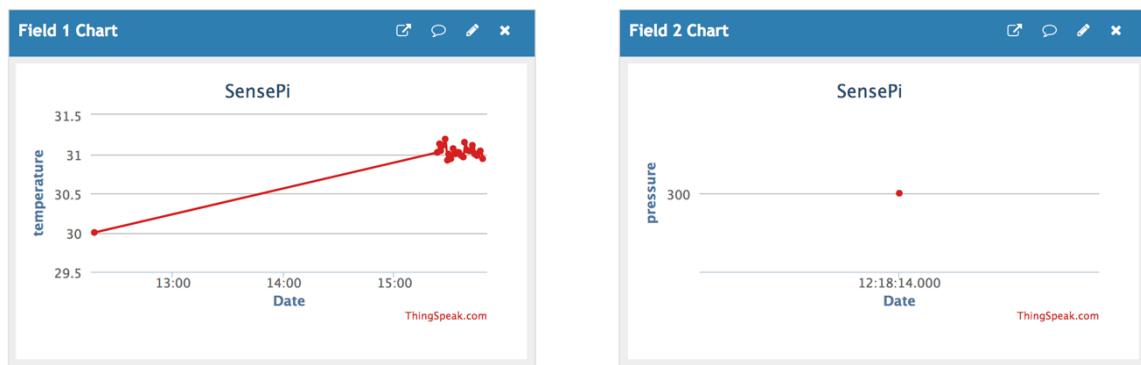 Field 1 Chart
SensePi
31.5
31
30.5
30
29.5
temperature
13:00 14:00 15:00
Date
ThingSpeak.com
Field 2 Chart
SensePi
300
pressure
12:18:14.000
Date
ThingSpeak.com